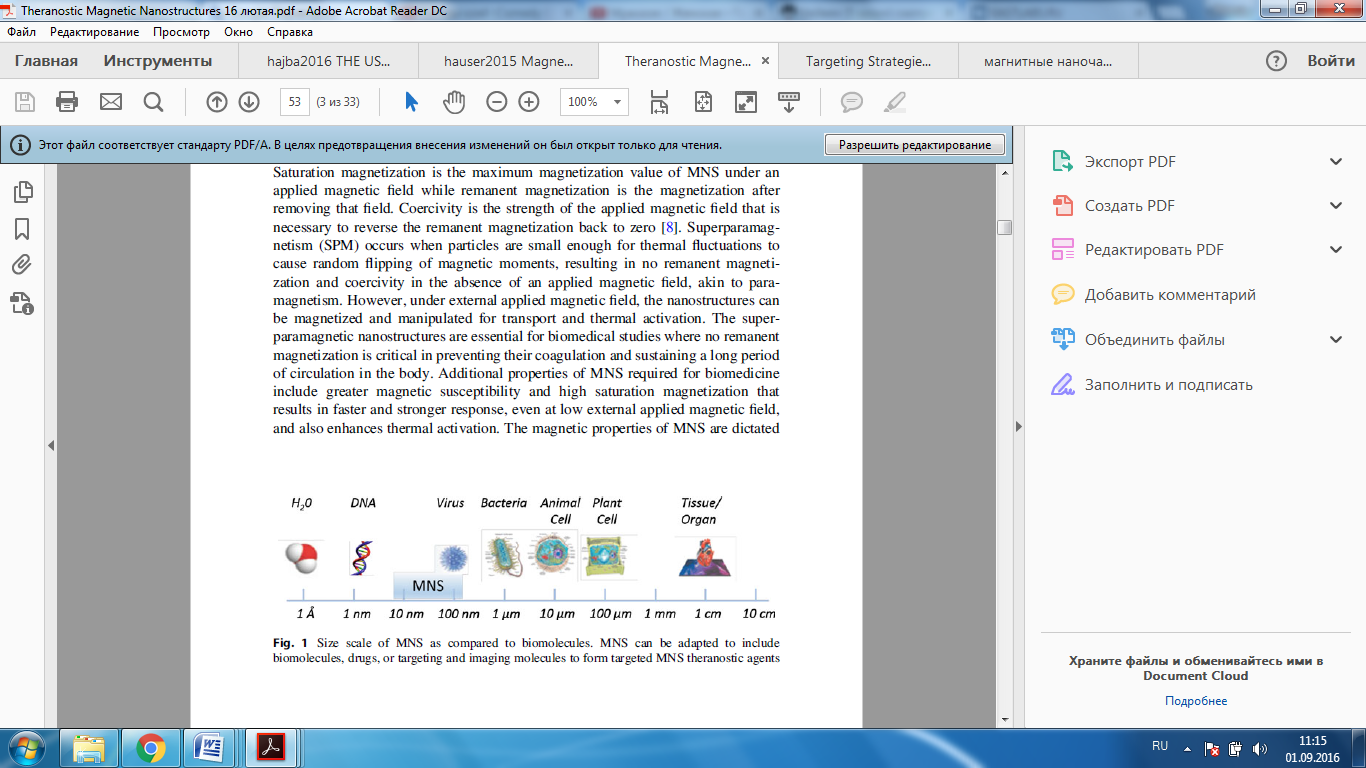 Theranostic Magnetic Nanostructures 16 лютая.pdf - Adobe Acrobat Reader DC
Файл Редактирование Просмотр Окно Справка
Главная Инструменты hajba2016 THE US... hauser2015 Magne... Theranostic Magne... × Targeting Strategie... магнитные наноча... Войти
53 (3 из 33) 100%
Этот файл соответствует стандарту PDF/A. В целях предотвращения внесения изменений он был открыт только для чтения. Разрешить редактирование
Saturation magnetization is the maximum magnetization value of MNS under an
applied magnetic field while remanent magnetization is the magnetization after
removing that field. Coercivity is the strength of the applied magnetic field that is
necessary to reverse the remanent magnetization back to zero [8]. Superparamag-
netism (SPM) occurs when particles are small enough for thermal fluctuations to
cause random flipping of magnetic moments, resulting in no remanent magneti-
zation and coercivity in the absence of an applied magnetic field, akin to para-
magnetism. However, under external applied magnetic field, the nanostructures can
be magnetized and manipulated for transport and thermal activation. The super-
paramagnetic nanostructures are essential for biomedical studies where no remanent
magnetization is critical in preventing their coagulation and sustaining a long period
of circulation in the body. Additional properties of MNS required for biomedicine
include greater magnetic susceptibility and high saturation magnetization that
results in faster and stronger response, even at low external applied magnetic field,
and also enhances thermal activation. The magnetic properties of MNS are dictated
H₂0 DNA Virus Bacteria Animal Cell Plant Cell Tissue/ Organ
MNS
1 Å 1 nm 10 nm 100 nm 1 µm 10 µm 100 µm 1 mm 1 cm 10 cm
Fig. 1 Size scale of MNS as compared to biomolecules. MNS can be adapted to include
biomolecules, drugs, or targeting and imaging molecules to form targeted MNS theranostic agents
Экспорт PDF
Создать PDF
Редактировать PDF
Добавить комментарий
Объединить файлы
Заполнить и подписать
Храните файлы и обменивайтесь ими в
Document Cloud
Подробнее
RU
11:15
01.09.2016